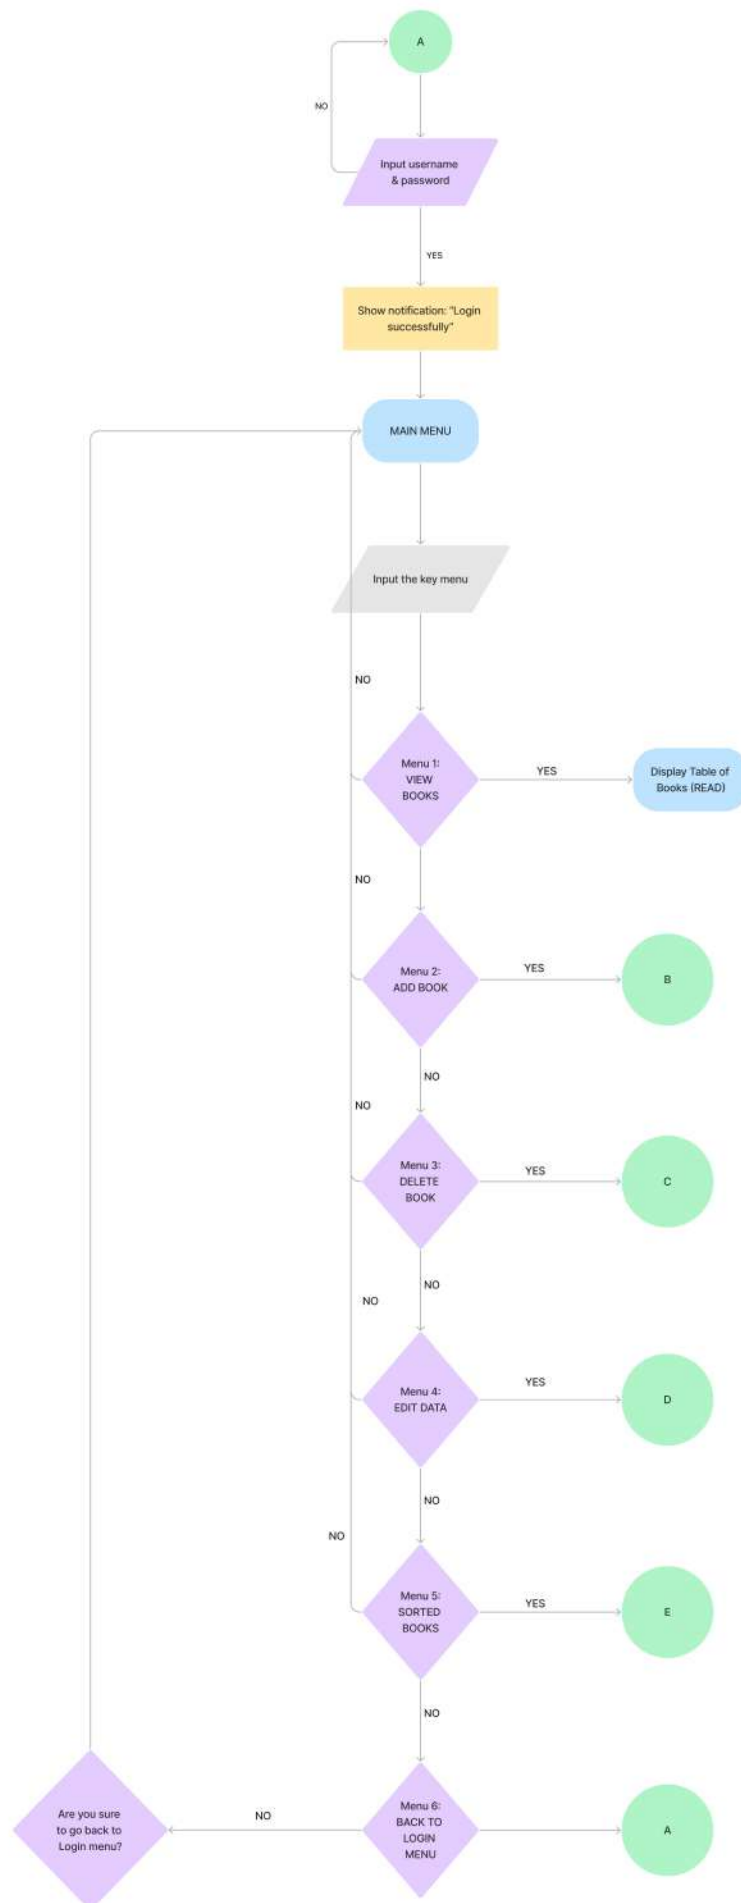 A
NO
Input username
& password
YES
Show notification: "Login
successfully"
MAIN MENU
Input the key menu
NO
Menu 1:
VIEW
BOOKS
YES
Display Table of
Books (READ)
NO
Menu 2:
ADD BOOK
YES
B
NO
NO
Menu 3:
DELETE
BOOK
YES
C
NO
NO
Menu 4:
EDIT DATA
YES
D
NO
NO
Menu 5:
SORTED
BOOKS
YES
E
NO
Are you sure
to go back to
Login menu?
NO
Menu 6:
BACK TO
LOGIN
MENU
A